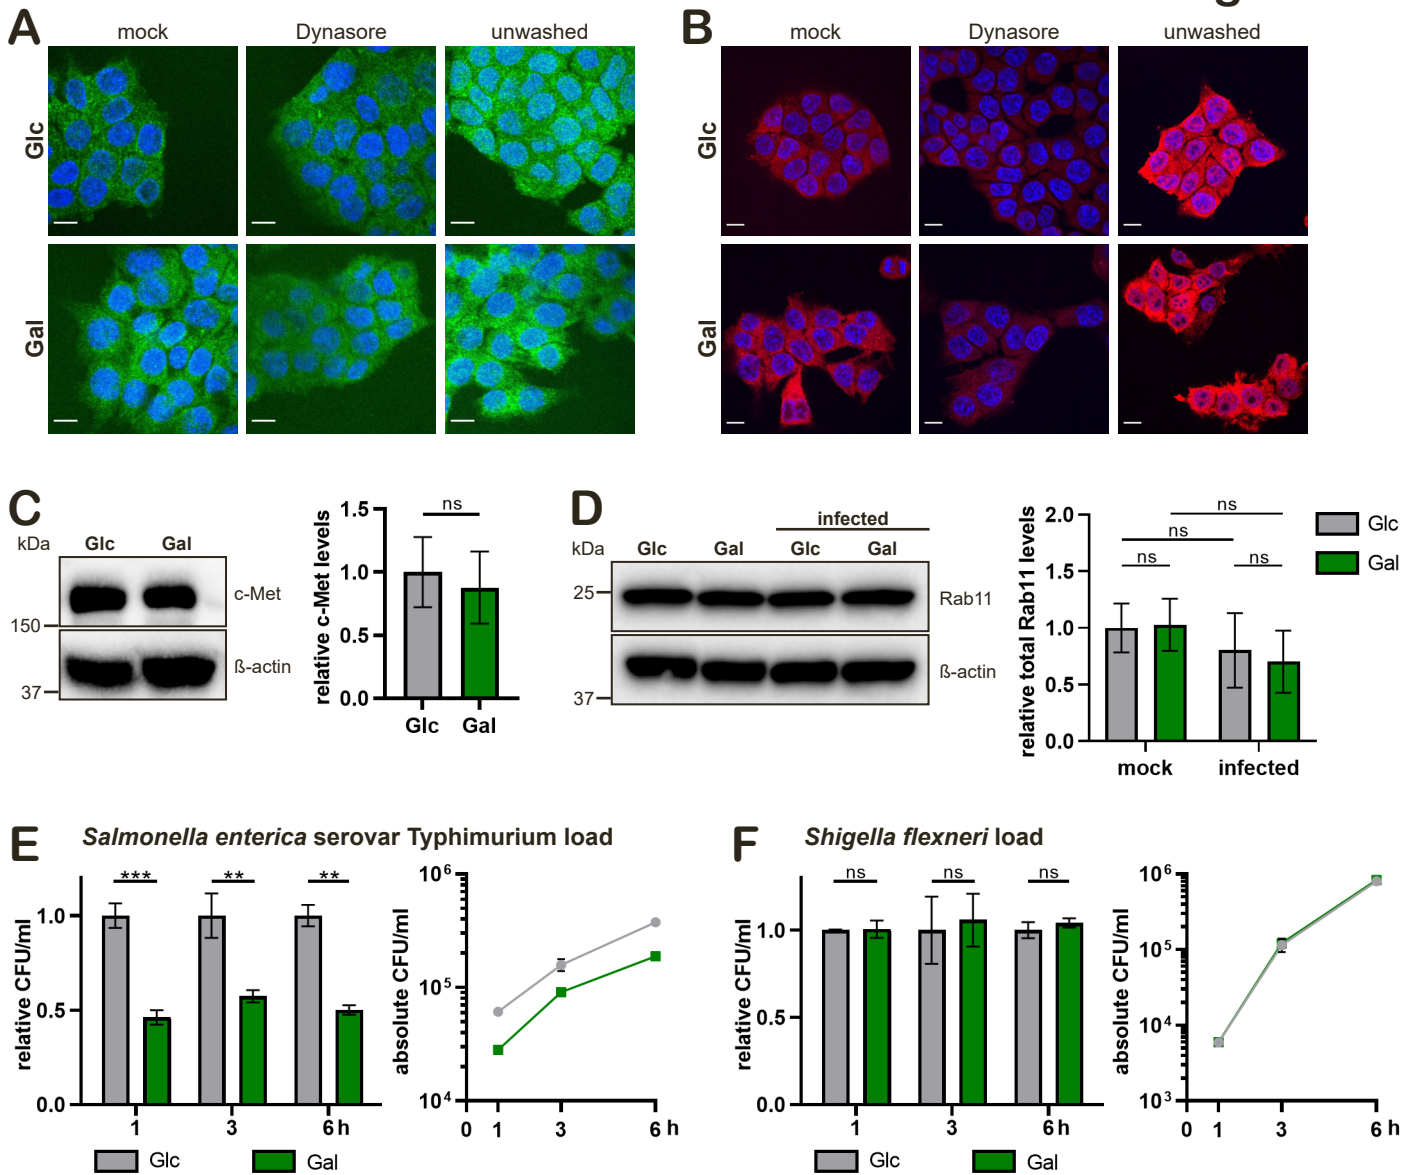 g
A
mock Dynasore unwashed
Glc
Gal
B
mock Dynasore unwashed
Glc
Gal
C
kDa Glc Gal
c-Met
150
ß-actin
37
relative c-Met levels
1.5
1.0
0.5
0.0
ns
Glc Gal
D
infected
kDa Glc Gal Glc Gal
25
Rab11
ß-actin
37
relative total Rab11 levels
2.0
1.5
1.0
0.5
0.0
ns
ns
ns ns
mock infected
Glc
Gal
E
Salmonella enterica serovar Typhimurium load
relative CFU/ml
1.0
0.5
0.0
*** ** **
1 3 6 h
absolute CFU/ml
10⁶
10⁵
10⁴
0 1 3 6 h
Glc Gal
F
Shigella flexneri load
relative CFU/ml
1.0
0.5
0.0
ns ns ns
1 3 6 h
absolute CFU/ml
10⁶
10⁵
10⁴
10³
0 1 3 6 h
Glc Gal